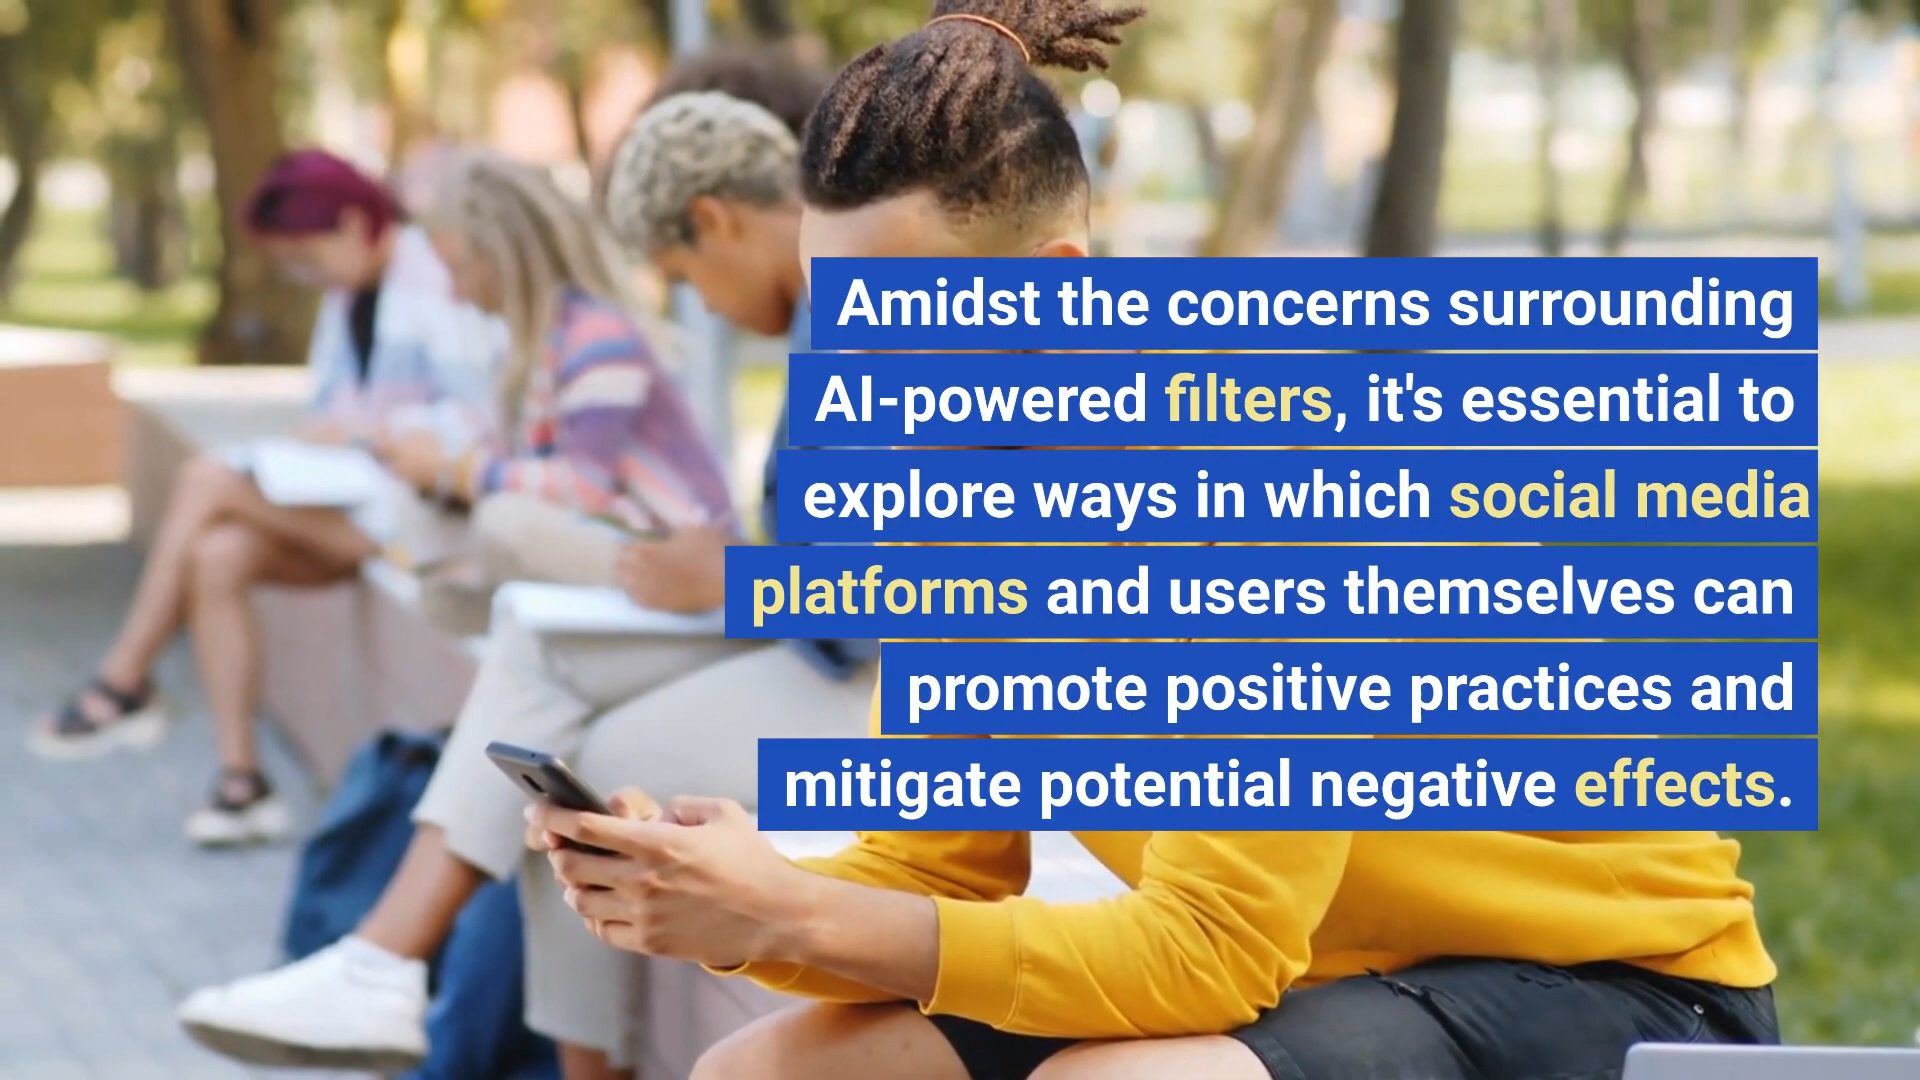 Amidst the concerns surrounding
AI-powered filters, it's essential to
explore ways in which social media
platforms and users themselves can
promote positive practices and
mitigate potential negative effects.